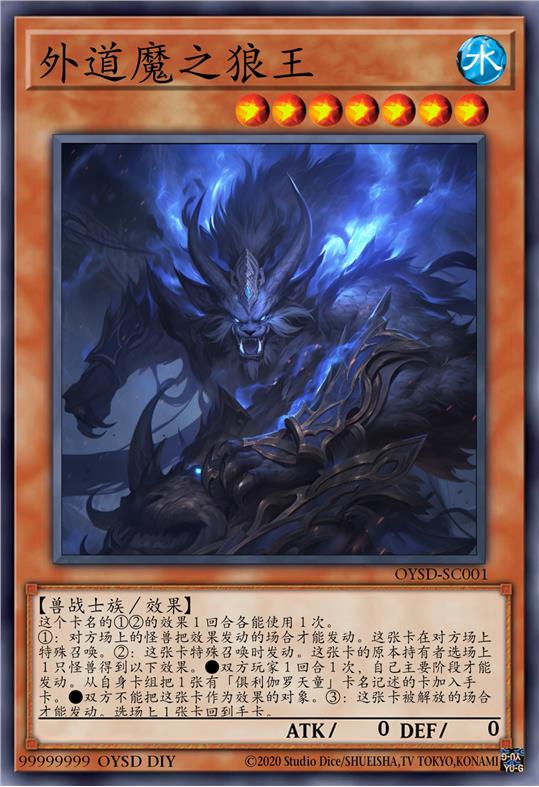 外道魔之狼王
水
OYSD-SC001
【兽战士族／效果】
这个卡名的①②的效果１回合各能使用１次。
①：对方场上的怪兽把效果发动的场合才能发动。这张卡在对方场上
特殊召唤。②：这张卡特殊召唤时发动。这张卡的原本持有者选场上
１只怪兽得到以下效果。●双方玩家１回合１次，自己主要阶段才能
发动。从自身卡组把１张有「俱利伽罗天童」卡名记述的卡加入手
卡。●双方不能把这张卡作为效果的对象。③：这张卡被解放的场合
才能发动。选场上１张卡回到手卡。
ATK/ 0 DEF/ 0
99999999 OYSD DIY ©2020 Studio Dice/SHUEISHA,TV TOKYO,KONAMI